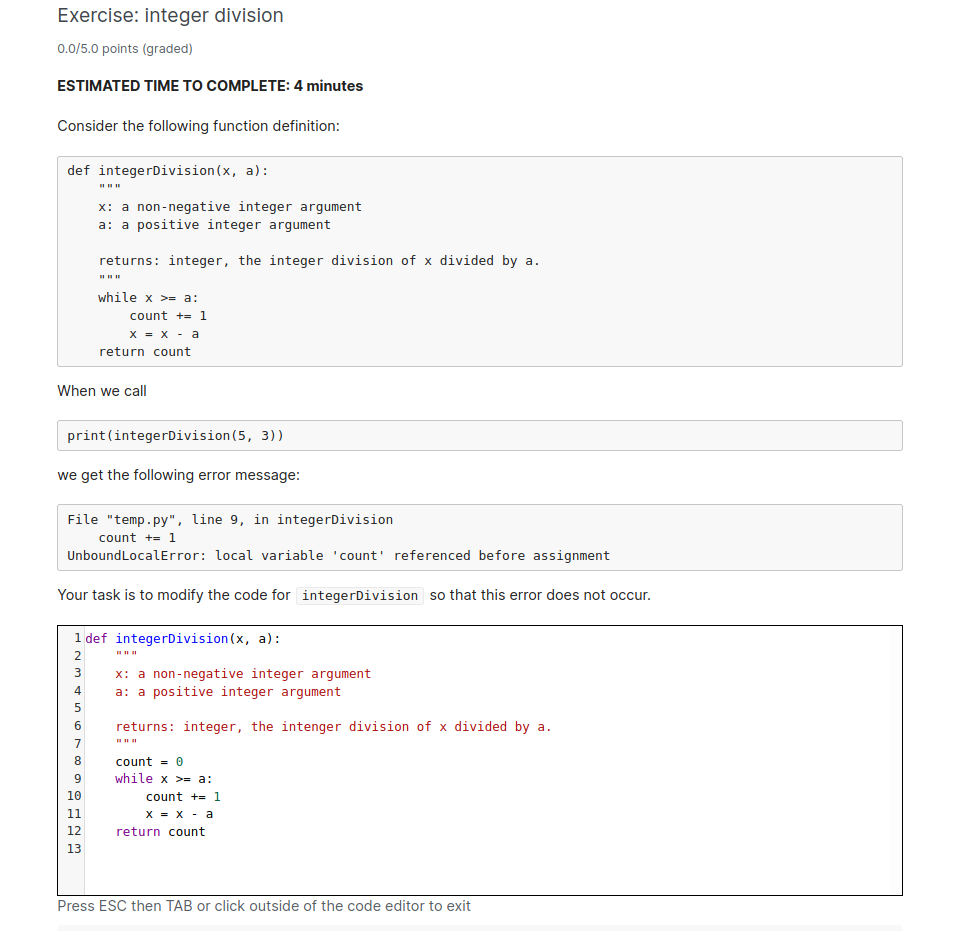 Exercise: integer division
0.0/5.0 points (graded)
ESTIMATED TIME TO COMPLETE: 4 minutes
Consider the following function definition:
def integerDivision(x, a):
    """
    x: a non-negative integer argument
    a: a positive integer argument

    returns: integer, the integer division of x divided by a.
    """
    while x >= a:
        count += 1
        x = x - a
    return count
When we call
print(integerDivision(5, 3))
we get the following error message:
File "temp.py", line 9, in integerDivision
    count += 1
UnboundLocalError: local variable 'count' referenced before assignment
Your task is to modify the code for integerDivision so that this error does not occur.
1 def integerDivision(x, a):
2     """
3     x: a non-negative integer argument
4     a: a positive integer argument
5
6     returns: integer, the intenger division of x divided by a.
7     """
8     count = 0
9     while x >= a:
10         count += 1
11         x = x - a
12     return count
13
Press ESC then TAB or click outside of the code editor to exit